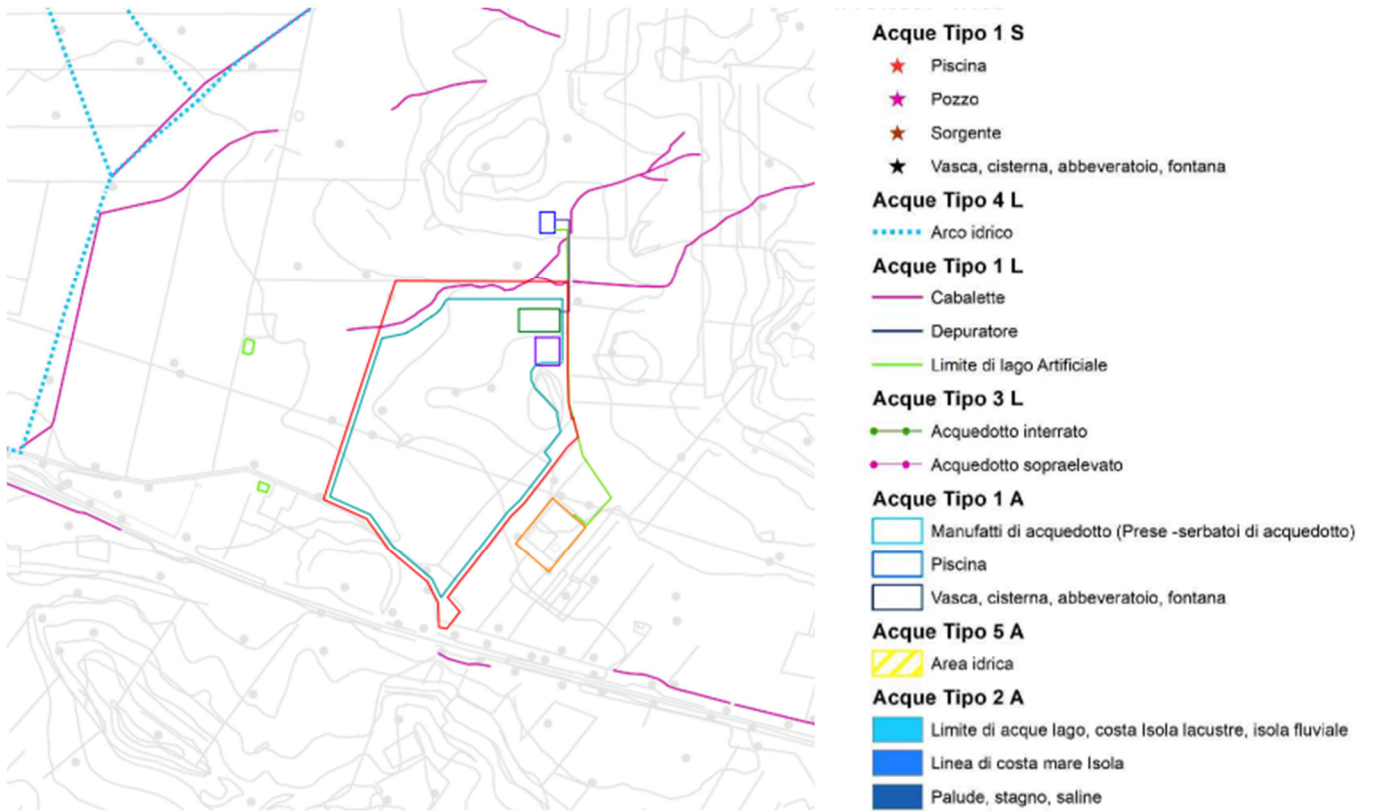 Acque Tipo 1 S
Piscina
Pozzo
Sorgente
Vasca, cisterna, abbeveratoio, fontana
Acque Tipo 4 L
Arco idrico
Acque Tipo 1 L
Cabalette
Depuratore
Limite di lago Artificiale
Acque Tipo 3 L
Acquedotto interrato
Acquedotto sopraelevato
Acque Tipo 1 A
Manufatti di acquedotto (Prese -serbatoi di acquedotto)
Piscina
Vasca, cisterna, abbeveratoio, fontana
Acque Tipo 5 A
Area idrica
Acque Tipo 2 A
Limite di acque lago, costa Isola lacustre, isola fluviale
Linea di costa mare Isola
Palude, stagno, saline